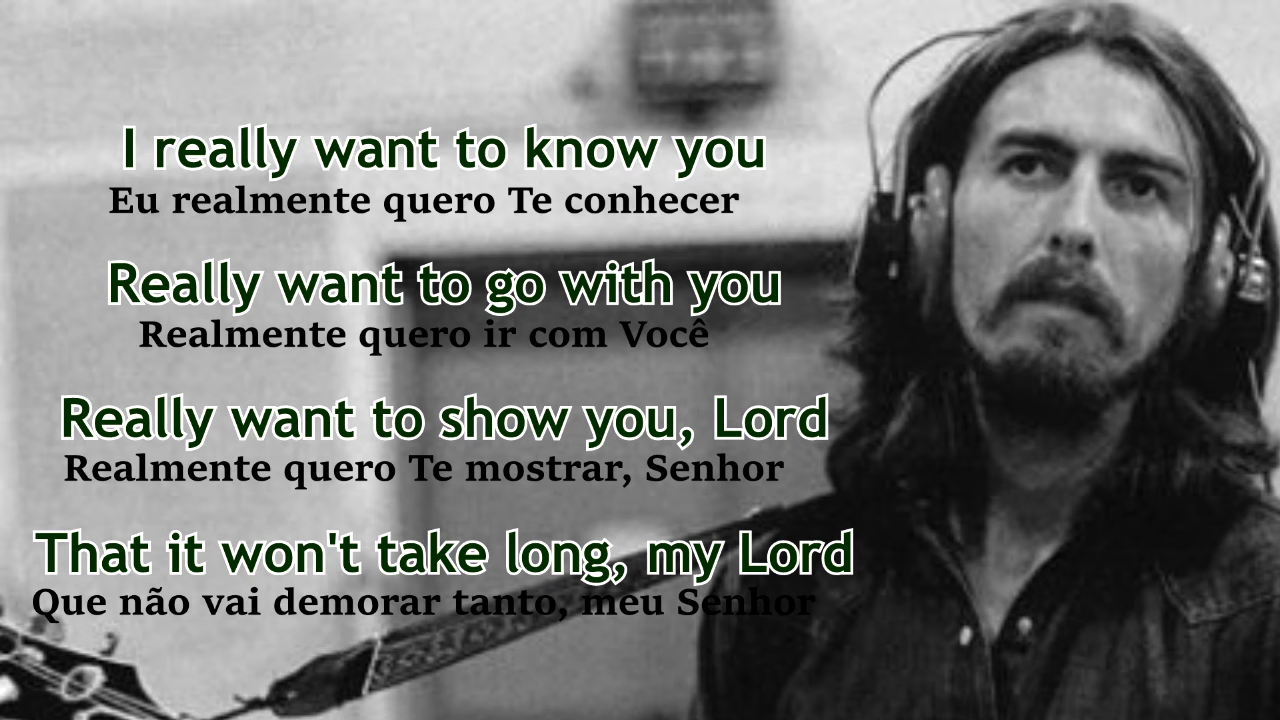 I really want to know you
Eu realmente quero Te conhecer
Really want to go with you
Realmente quero ir com Você
Really want to show you, Lord
Realmente quero Te mostrar, Senhor
That it won't take long, my Lord
Que não vai demorar tanto, meu Senhor